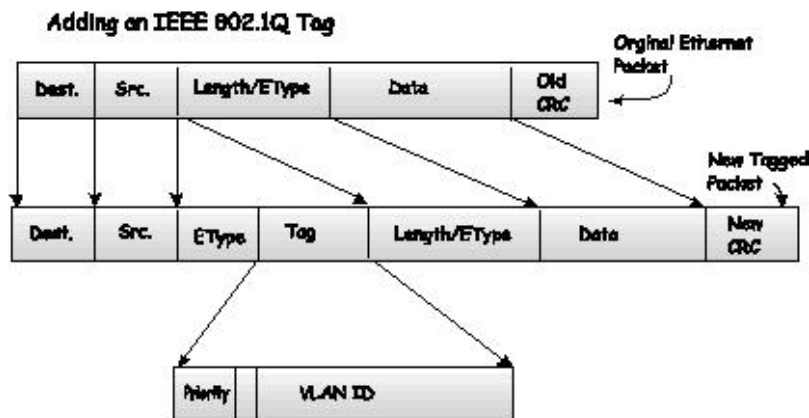 Adding an IEEE 802.1Q Tag
Orginal Ethernet
Packet
Dest. Src. Length/EType Data Old
CRC
New Tagged
Packet
Dest. Src. EType Tag Length/EType Data New
CRC
Priority VLAN ID